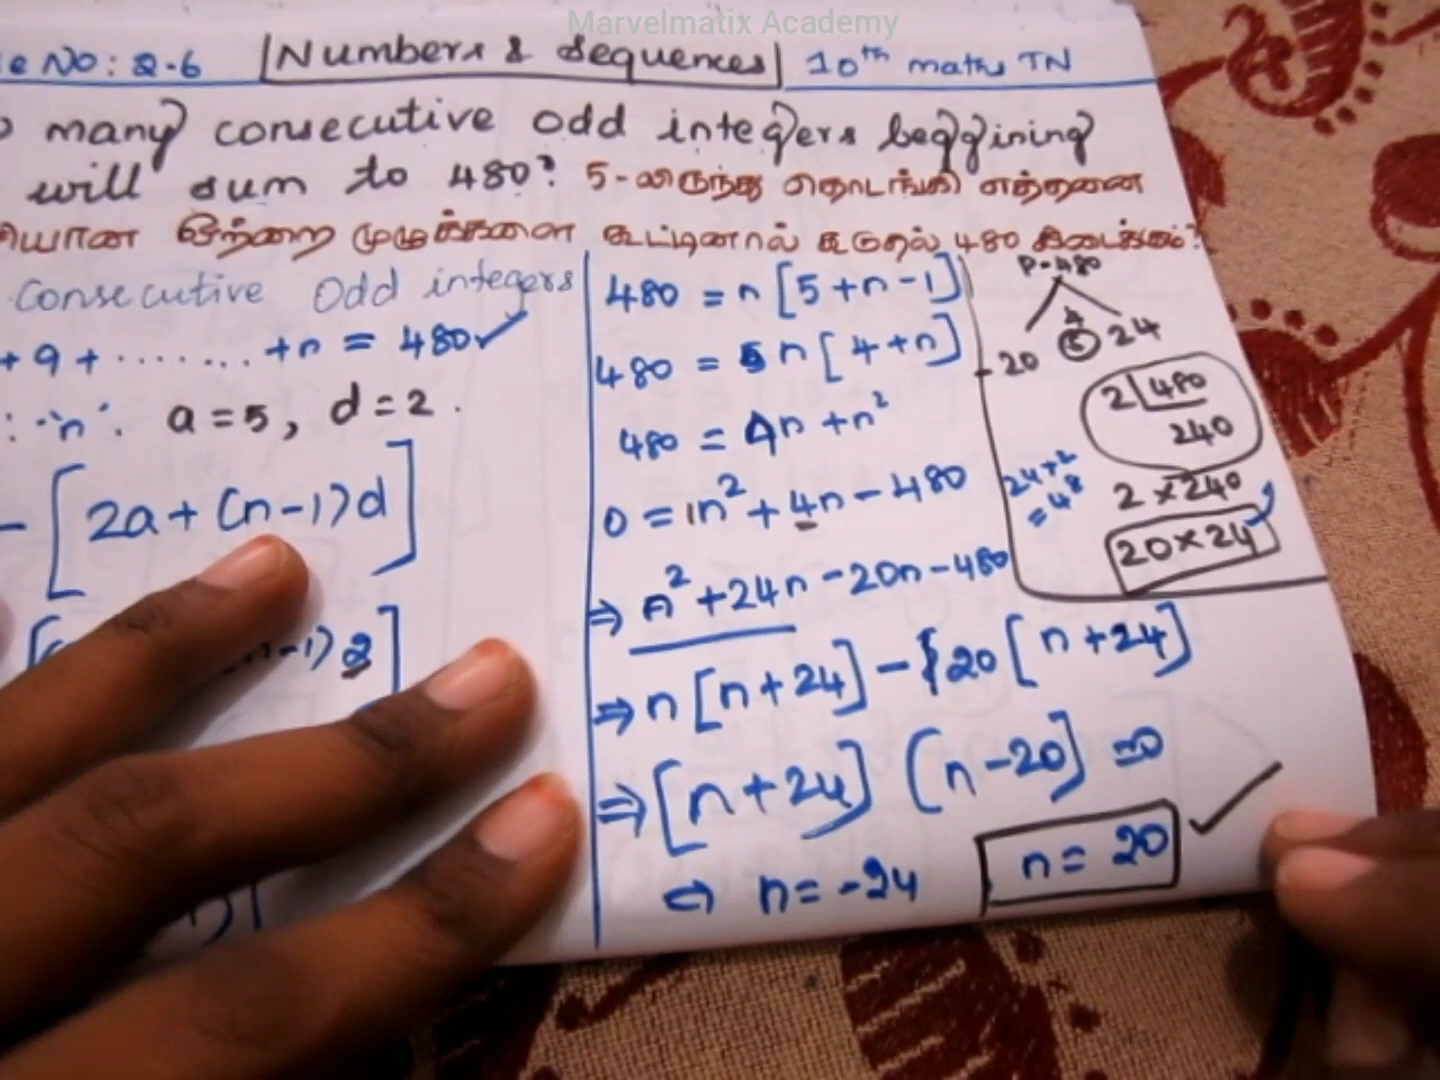 Marvelmatix Academy
e No: 2.6 Numbers & Sequences 10th maths TN
many consecutive odd integers beggining
will sum to 480? 5-லிருந்து தொடங்கி எத்தனை
யான ஒற்றை முழுக்களை கூட்டினால் கூடுதல் 480 கிடைக்கும்?
Consecutive Odd integers
+ 9 + ........ + n = 480 ✓
: 'n'. a = 5, d = 2.
[2a + (n-1)d]
n-1) 2]
480 = n [5 + n - 1]
480 = n [4 + n]
480 = 4n + n²
0 = 1n² + 4n - 480
⇒ n² + 24n - 20n - 480
⇒ n [n + 24] - 20 [n + 24]
⇒ [n + 24] (n - 20] = 0
⇒ n = -24 n = 20 ✓
P = 480
4
- 20 S 24
2 480
240
24 × 2
= 48
2 × 240
20 × 24